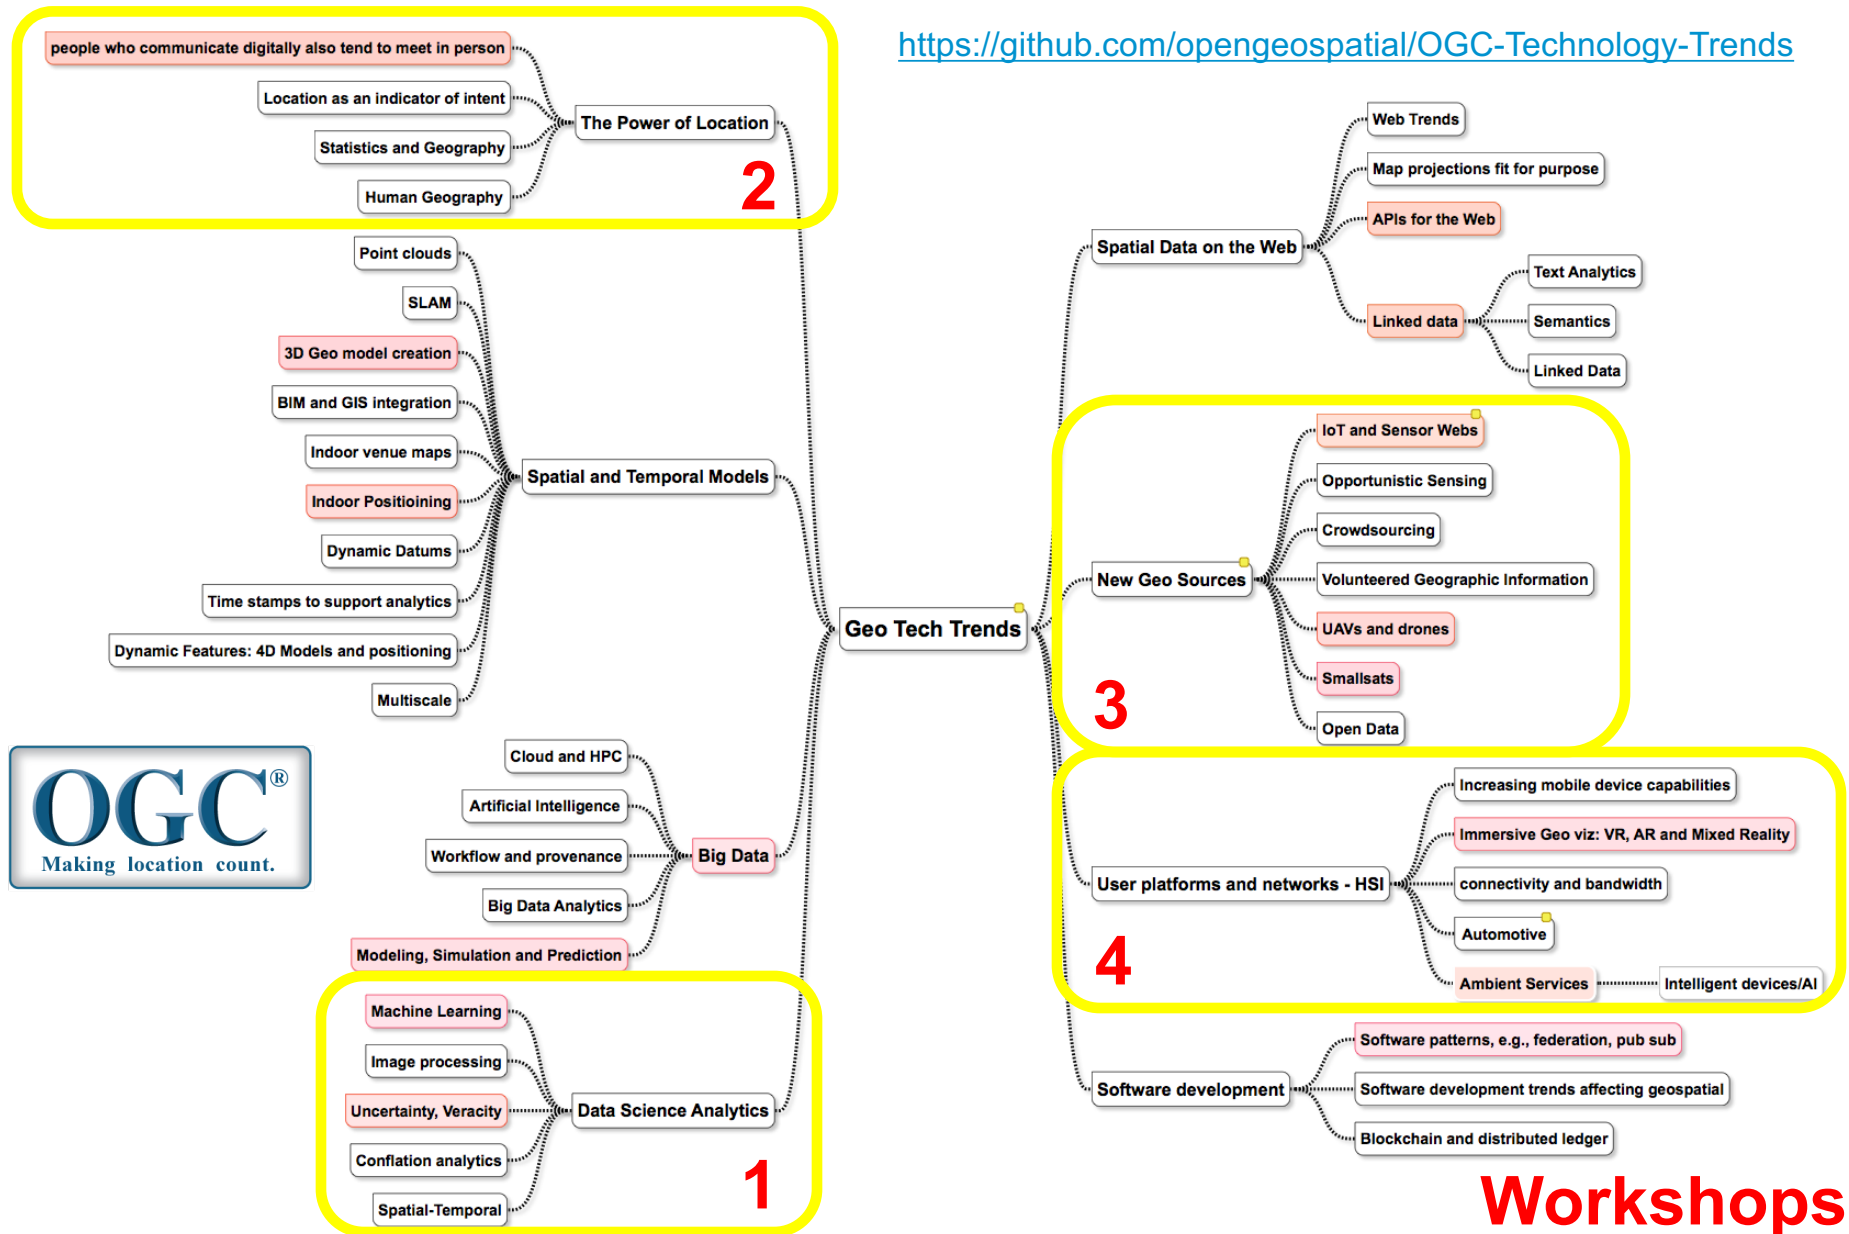 https://github.com/opengeospatial/OGC-Technology-Trends
people who communicate digitally also tend to meet in person
Location as an indicator of intent
Statistics and Geography
Human Geography
The Power of Location
2
Point clouds
SLAM
3D Geo model creation
BIM and GIS integration
Indoor venue maps
Indoor Positioining
Dynamic Datums
Time stamps to support analytics
Dynamic Features: 4D Models and positioning
Multiscale
Spatial and Temporal Models
Cloud and HPC
Artificial Intelligence
Workflow and provenance
Big Data Analytics
Modeling, Simulation and Prediction
Big Data
Machine Learning
Image processing
Uncertainty, Veracity
Conflation analytics
Spatial-Temporal
Data Science Analytics
1
OGC®
Making location count.
Geo Tech Trends
Spatial Data on the Web
Web Trends
Map projections fit for purpose
APIs for the Web
Linked data
Text Analytics
Semantics
Linked Data
New Geo Sources
IoT and Sensor Webs
Opportunistic Sensing
Crowdsourcing
Volunteered Geographic Information
UAVs and drones
Smallsats
Open Data
3
User platforms and networks - HSI
Increasing mobile device capabilities
Immersive Geo viz: VR, AR and Mixed Reality
connectivity and bandwidth
Automotive
Ambient Services
Intelligent devices/AI
4
Software development
Software patterns, e.g., federation, pub sub
Software development trends affecting geospatial
Blockchain and distributed ledger
Workshops